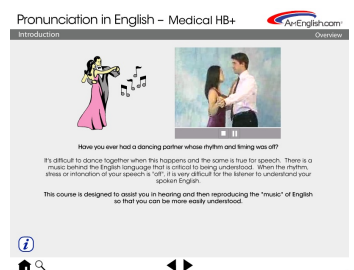 Pronunciation in English – Medical HB+
AmEnglish.com
Introduction
Overview
Have you ever had a dancing partner whose rhythm and timing was off?
It's difficult to dance together when this happens and the same is true for speech. There is a
music behind the English language that is critical to being understood. When the rhythm,
stress or intonation of your speech is "off", it is very difficult for the listener to understand your
spoken English.
This course is designed to assist you in hearing and then reproducing the "music" of English
so that you can be more easily understood.
i